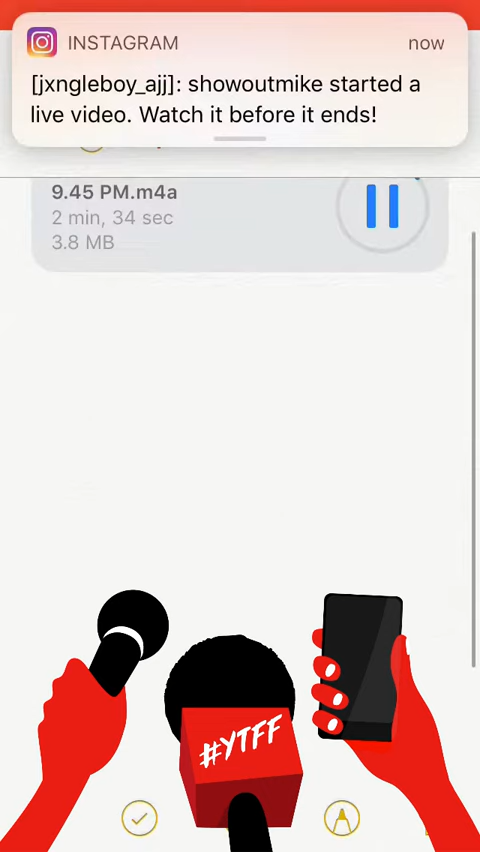 INSTAGRAM
now
[jxngleboy_ajj]: showoutmike started a
live video. Watch it before it ends!
9.45 PM.m4a
2 min, 34 sec
3.8 MB
#YTFF